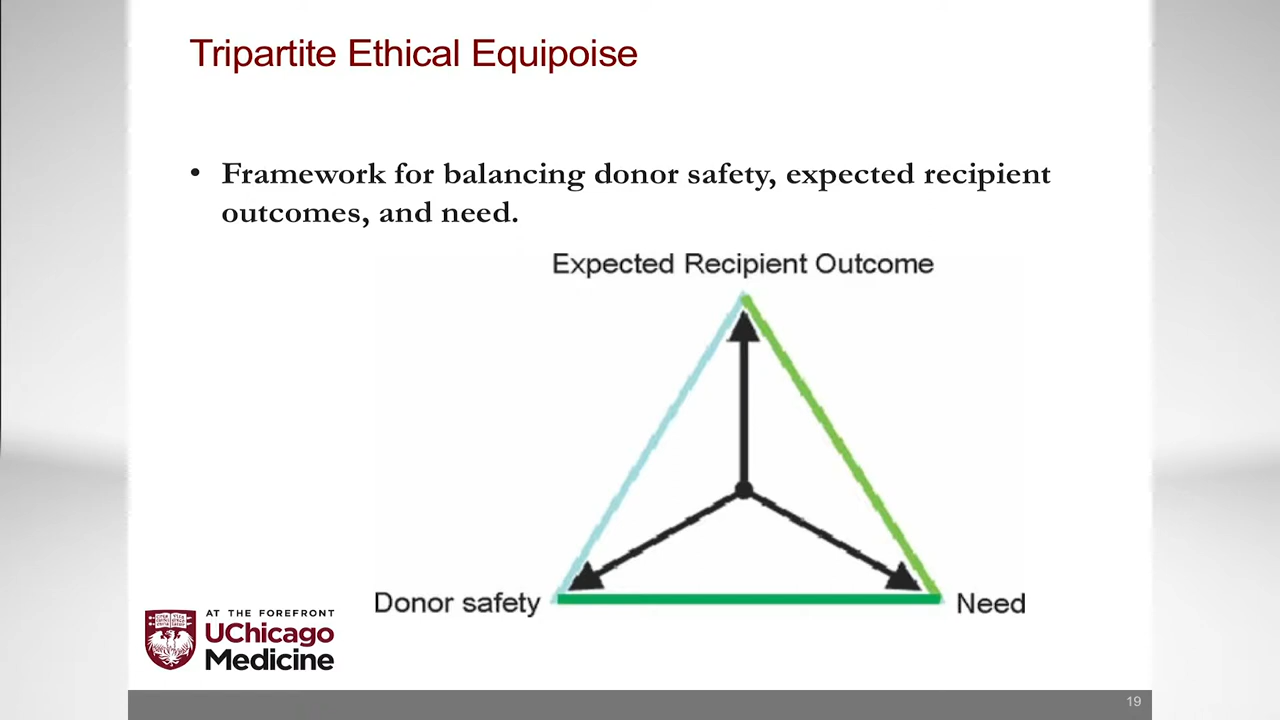 Tripartite Ethical Equipoise
• Framework for balancing donor safety, expected recipient
outcomes, and need.
Expected Recipient Outcome
Donor safety
Need
AT THE FOREFRONT
UChicago
Medicine
19